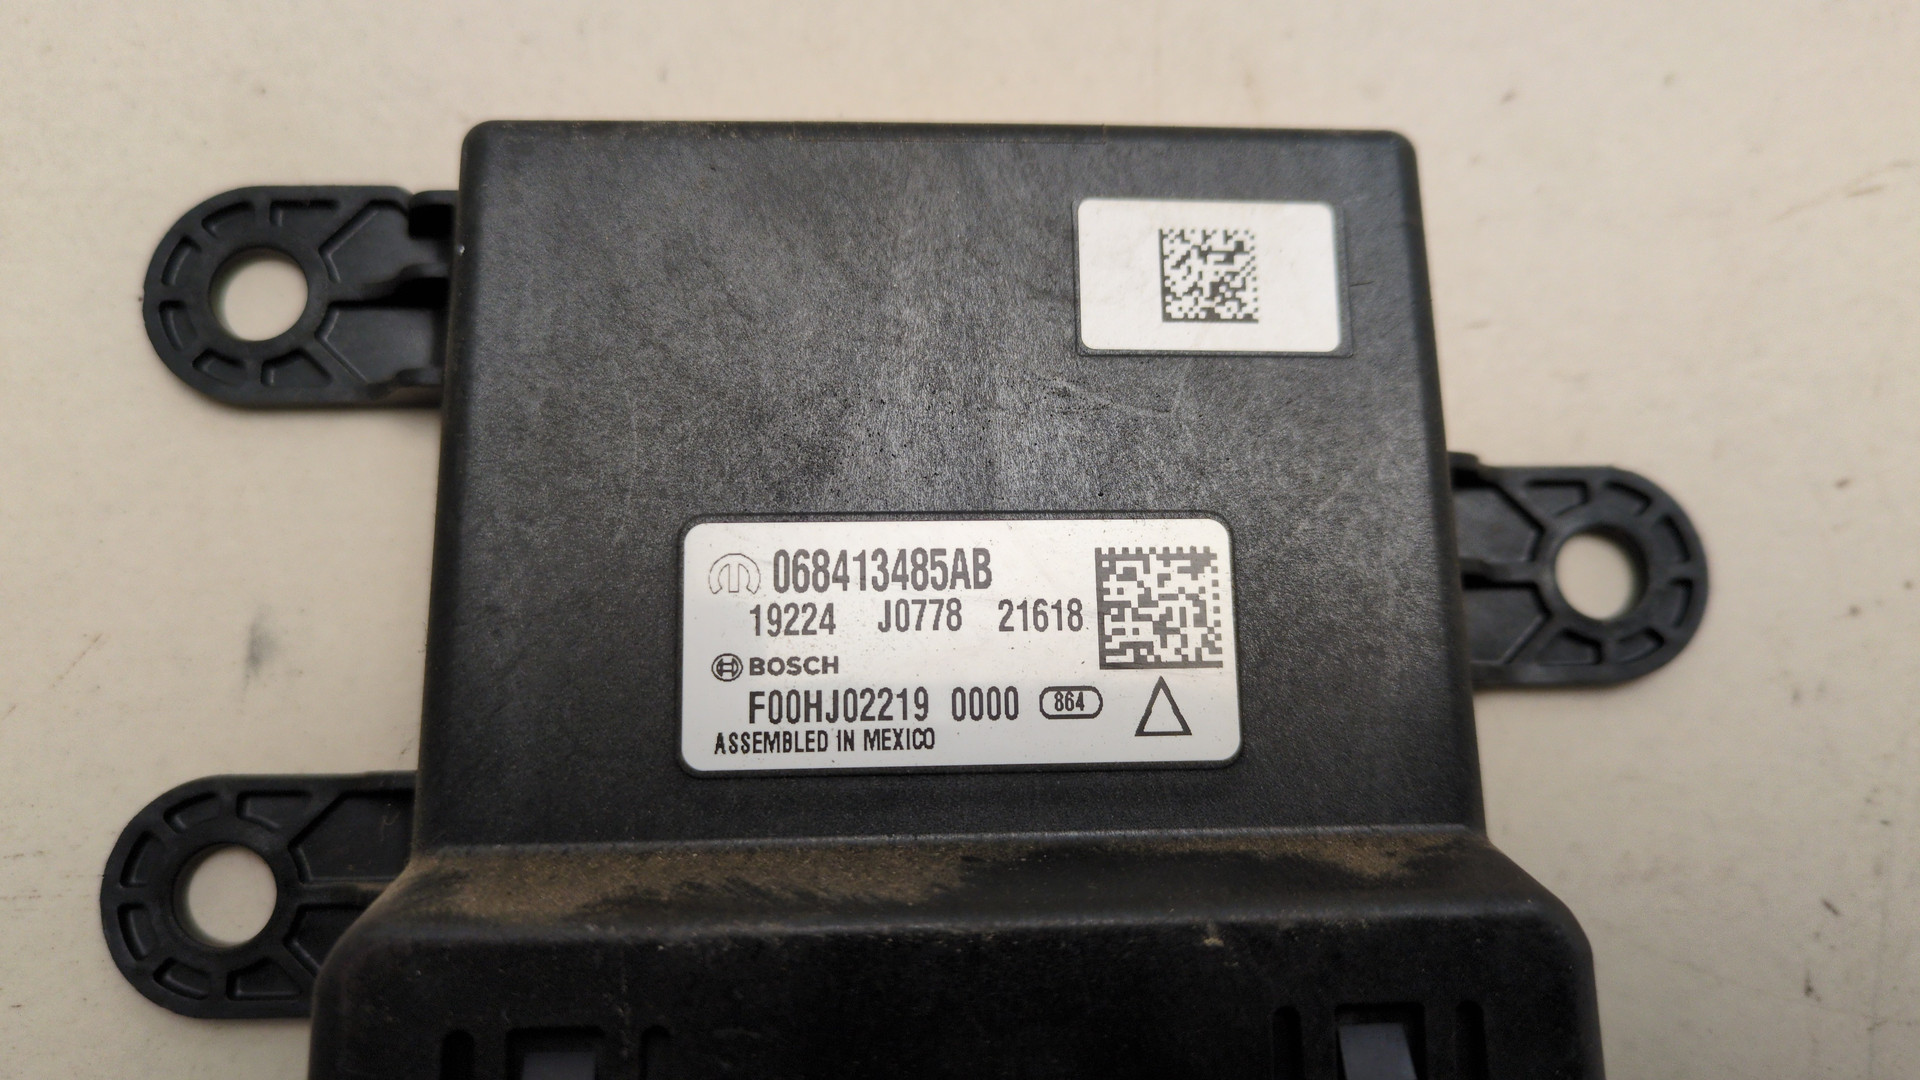 068413485AB
19224 J0778 21618
BOSCH
F00HJ02219 0000 864
ASSEMBLED IN MEXICO